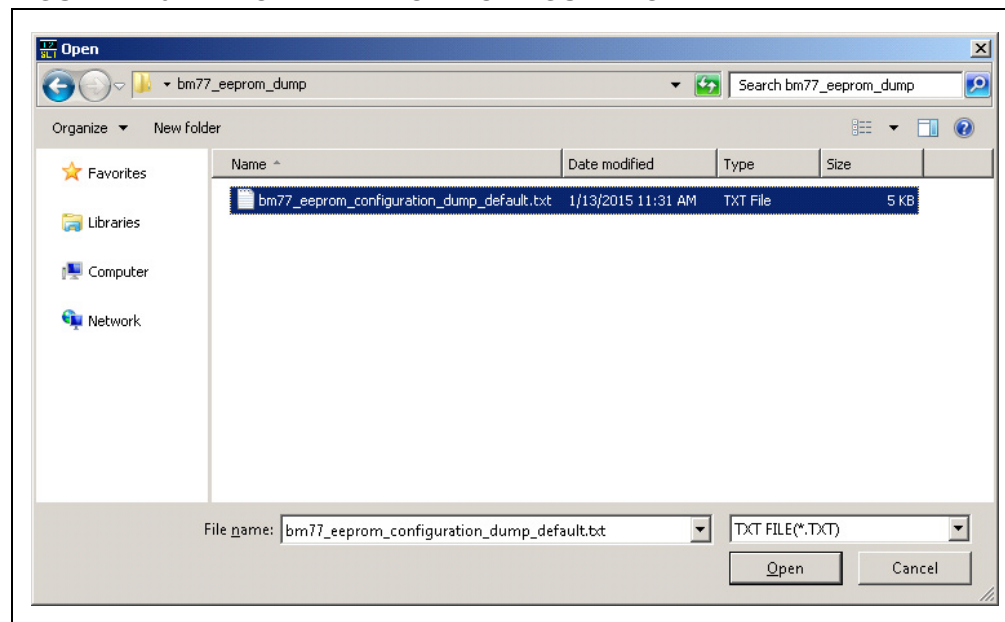 Open
bm77_eeprom_dump
Search bm77_eeprom_dump
Organize
New folder
Name
Date modified
Type
Size
Favorites
bm77_eeprom_configuration_dump_default.txt 1/13/2015 11:31 AM TXT File 5 KB
Libraries
Computer
Network
File name: bm77_eeprom_configuration_dump_default.txt
TXT FILE(*.TXT)
Open
Cancel